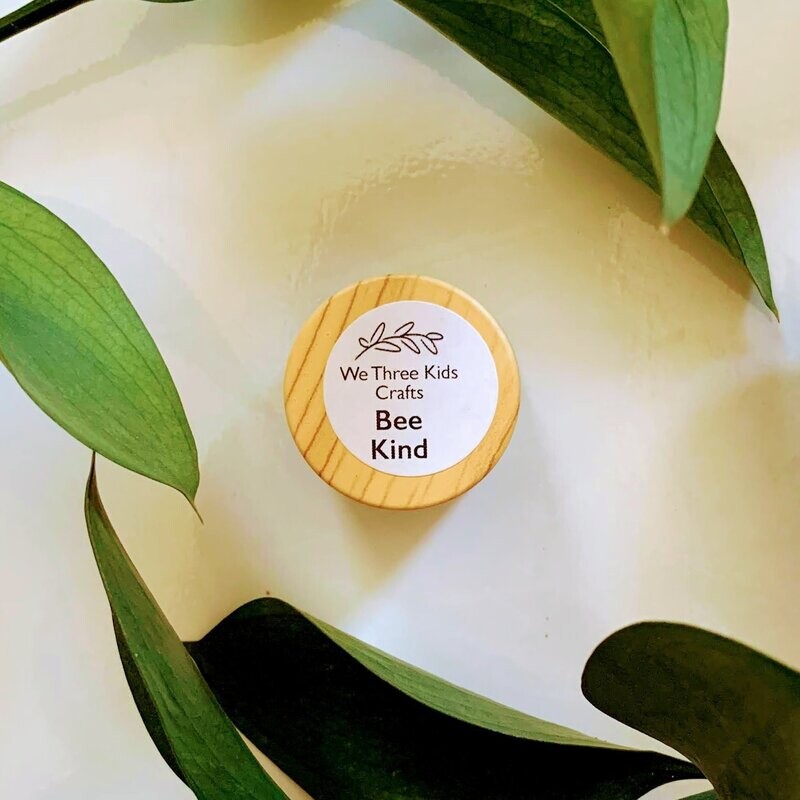 We Three Kids
Crafts
Bee
Kind